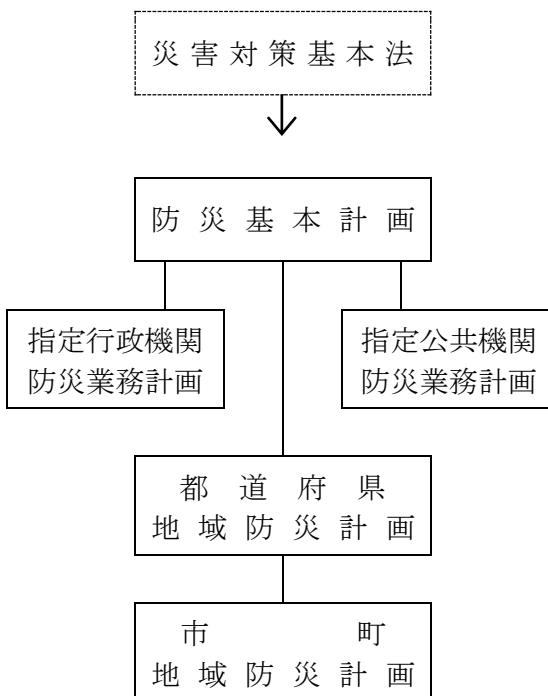 災害対策基本法
防災基本計画
指定行政機関
防災業務計画
指定公共機関
防災業務計画
都道府県
地域防災計画
市町
地域防災計画